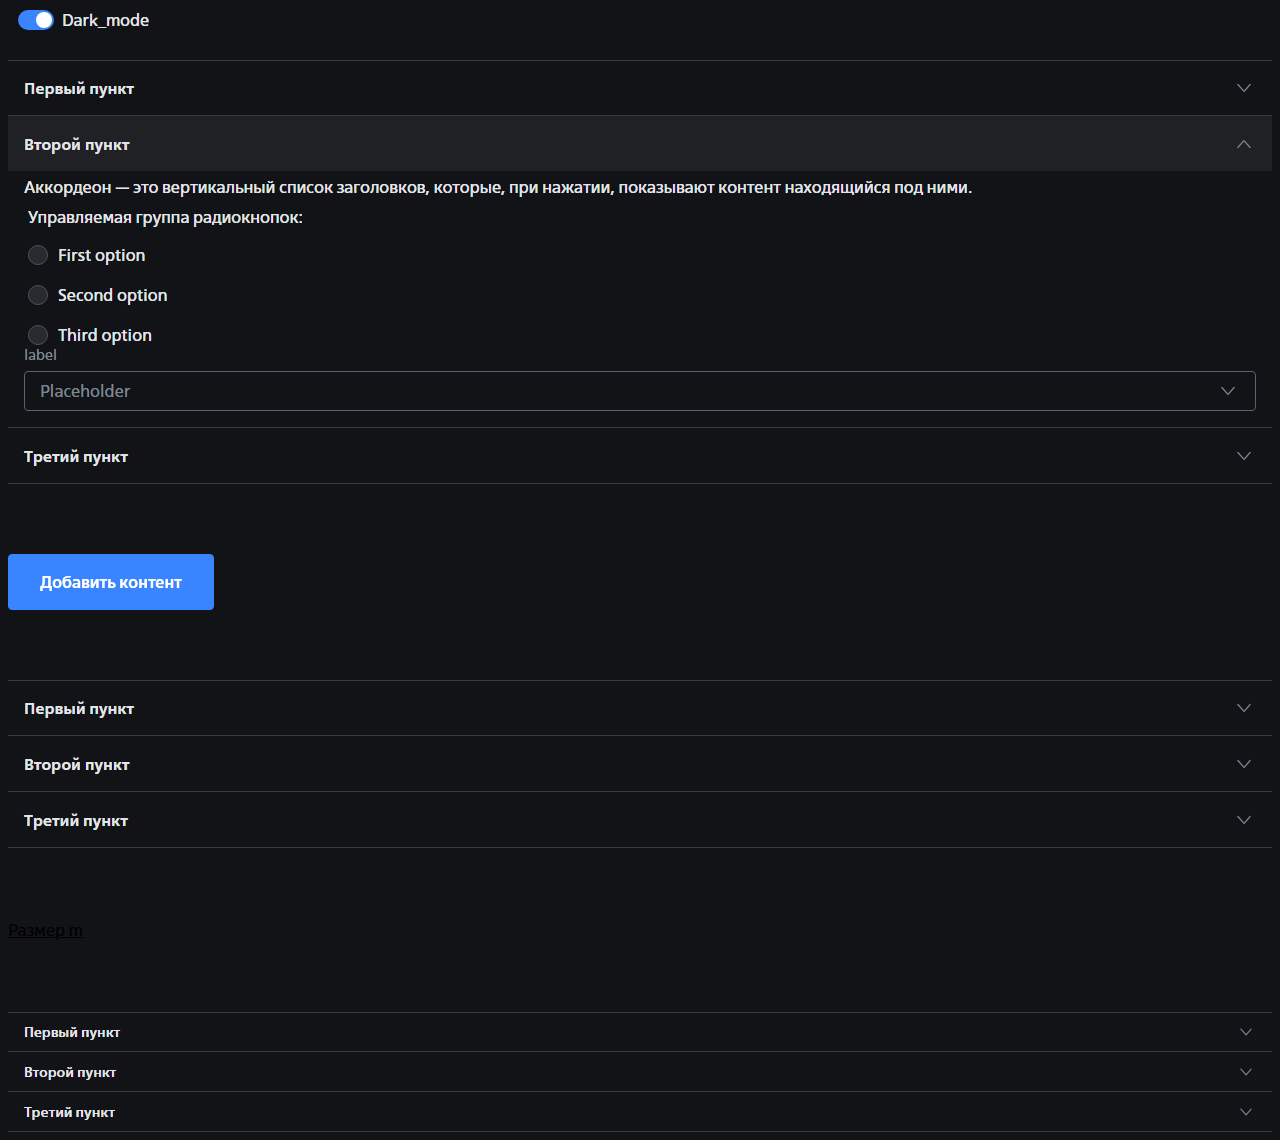 Dark_mode
Первый пункт
Второй пункт
Аккордеон — это вертикальный список заголовков, которые, при нажатии, показывают контент находящийся под ними.
Управляемая группа радиокнопок:
First option
Second option
Third option
label
Placeholder
Третий пункт
Добавить контент
Первый пункт
Второй пункт
Третий пункт
Размер m
Первый пункт
Второй пункт
Третий пункт